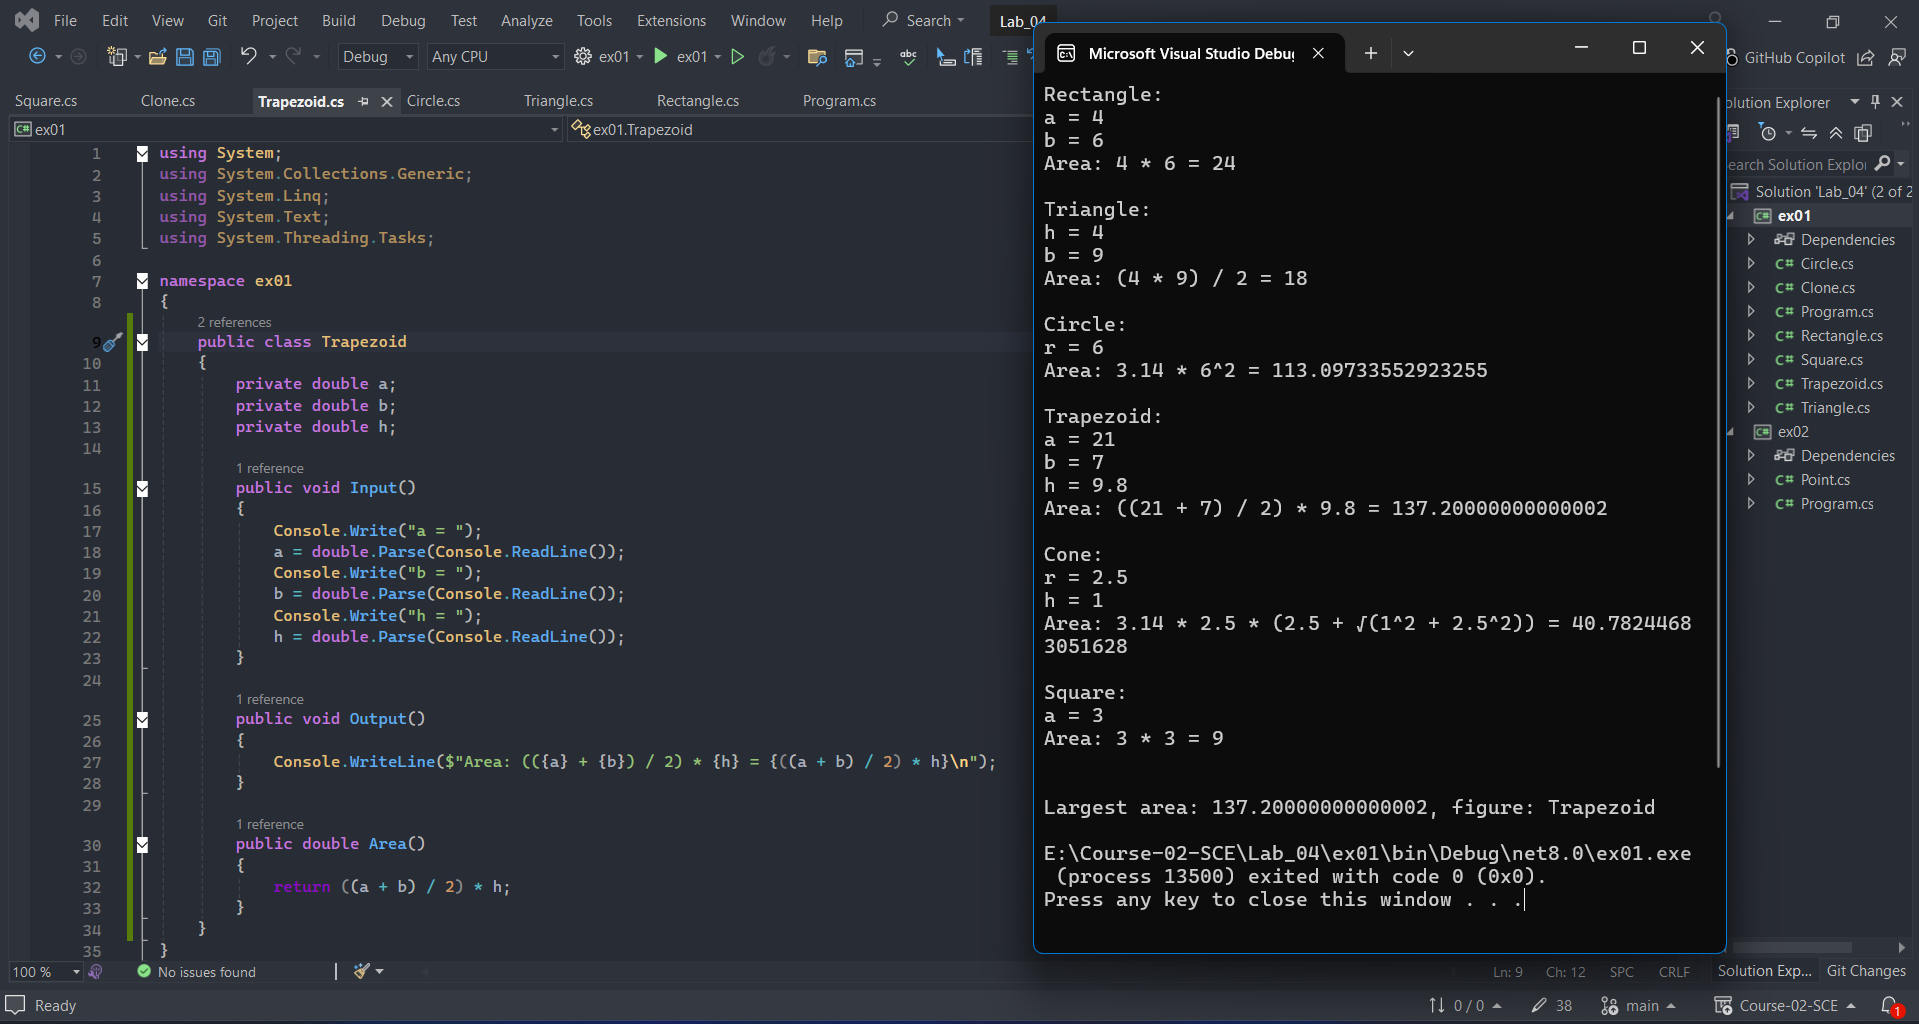 File Edit View Git Project Build Debug Test Analyze Tools Extensions Window Help Search Lab_04
Debug Any CPU ex01 ex01 abc GitHub Copilot
Square.cs Clone.cs Trapezoid.cs Circle.cs Triangle.cs Rectangle.cs Program.cs
C# ex01 ex01.Trapezoid
1 using System;
2 using System.Collections.Generic;
3 using System.Linq;
4 using System.Text;
5 using System.Threading.Tasks;
6
7 namespace ex01
8 {
2 references
9 public class Trapezoid
10 {
11 private double a;
12 private double b;
13 private double h;
14
1 reference
15 public void Input()
16 {
17 Console.Write("a = ");
18 a = double.Parse(Console.ReadLine());
19 Console.Write("b = ");
20 b = double.Parse(Console.ReadLine());
21 Console.Write("h = ");
22 h = double.Parse(Console.ReadLine());
23 }
24
1 reference
25 public void Output()
26 {
27 Console.WriteLine($"Area: (({a} + {b}) / 2) * {h} = {((a + b) / 2) * h}\n");
28 }
29
1 reference
30 public double Area()
31 {
32 return ((a + b) / 2) * h;
33 }
34 }
35 }
100 % No issues found Ln: 9 Ch: 12 SPC CRLF
Microsoft Visual Studio Debug
Rectangle:
a = 4
b = 6
Area: 4 * 6 = 24
Triangle:
h = 4
b = 9
Area: (4 * 9) / 2 = 18
Circle:
r = 6
Area: 3.14 * 6^2 = 113.09733552923255
Trapezoid:
a = 21
b = 7
h = 9.8
Area: ((21 + 7) / 2) * 9.8 = 137.20000000000002
Cone:
r = 2.5
h = 1
Area: 3.14 * 2.5 * (2.5 + √(1^2 + 2.5^2)) = 40.7824468
3051628
Square:
a = 3
Area: 3 * 3 = 9
Largest area: 137.20000000000002, figure: Trapezoid
E:\Course-02-SCE\Lab_04\ex01\bin\Debug\net8.0\ex01.exe
(process 13500) exited with code 0 (0x0).
Press any key to close this window . . .
olution Explorer
earch Solution Explo
Solution 'Lab_04' (2 of 2
C# ex01
Dependencies
C# Circle.cs
C# Clone.cs
C# Program.cs
C# Rectangle.cs
C# Square.cs
C# Trapezoid.cs
C# Triangle.cs
C# ex02
Dependencies
C# Point.cs
C# Program.cs
Solution Exp... Git Changes
Ready 0 / 0 38 main Course-02-SCE 1